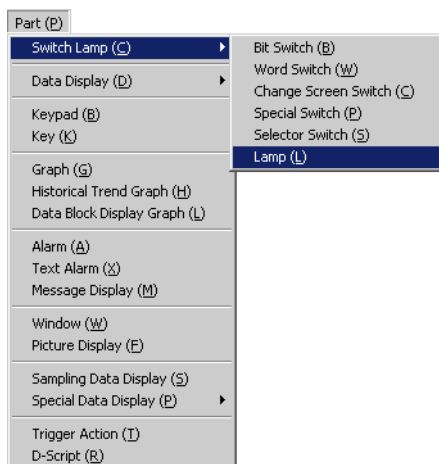 Part (P)
Switch Lamp (C)
Data Display (D)
Keypad (B)
Key (K)
Graph (G)
Historical Trend Graph (H)
Data Block Display Graph (L)
Alarm (A)
Text Alarm (X)
Message Display (M)
Window (W)
Picture Display (F)
Sampling Data Display (S)
Special Data Display (P)
Trigger Action (T)
D-Script (R)
Bit Switch (B)
Word Switch (W)
Change Screen Switch (C)
Special Switch (P)
Selector Switch (S)
Lamp (L)